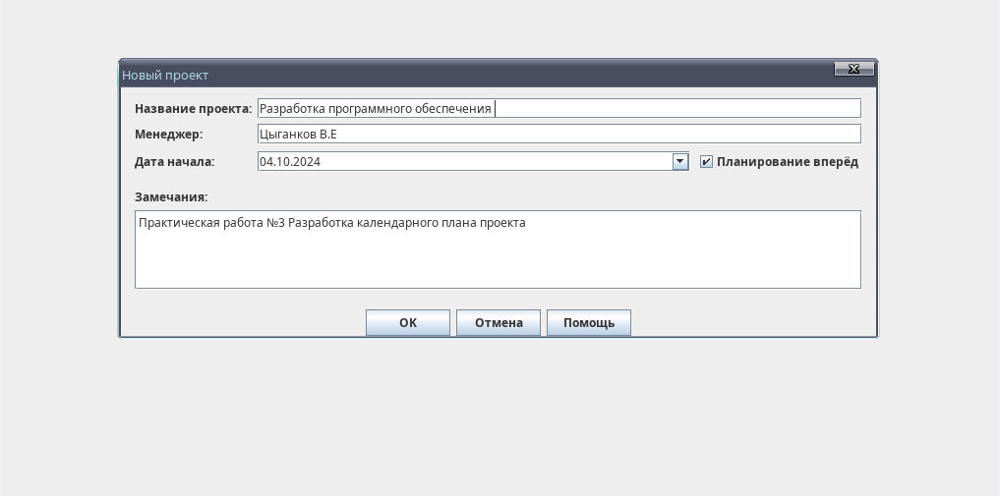 Новый проект
Название проекта: Разработка программного обеспечения
Менеджер: Цыганков В.Е
Дата начала: 04.10.2024 Планирование вперёд
Замечания:
Практическая работа №3 Разработка календарного плана проекта
ОК Отмена Помощь